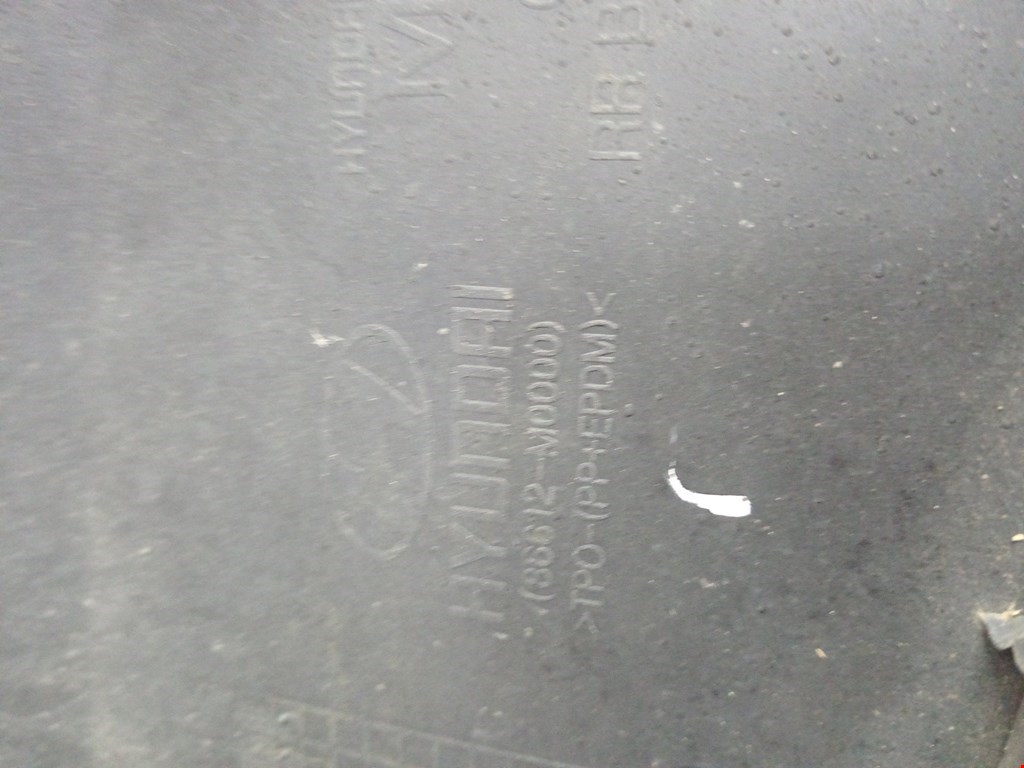 HYUNDAI
(86612-M0000)
>TPO-(PP+EPDM)<
RR B